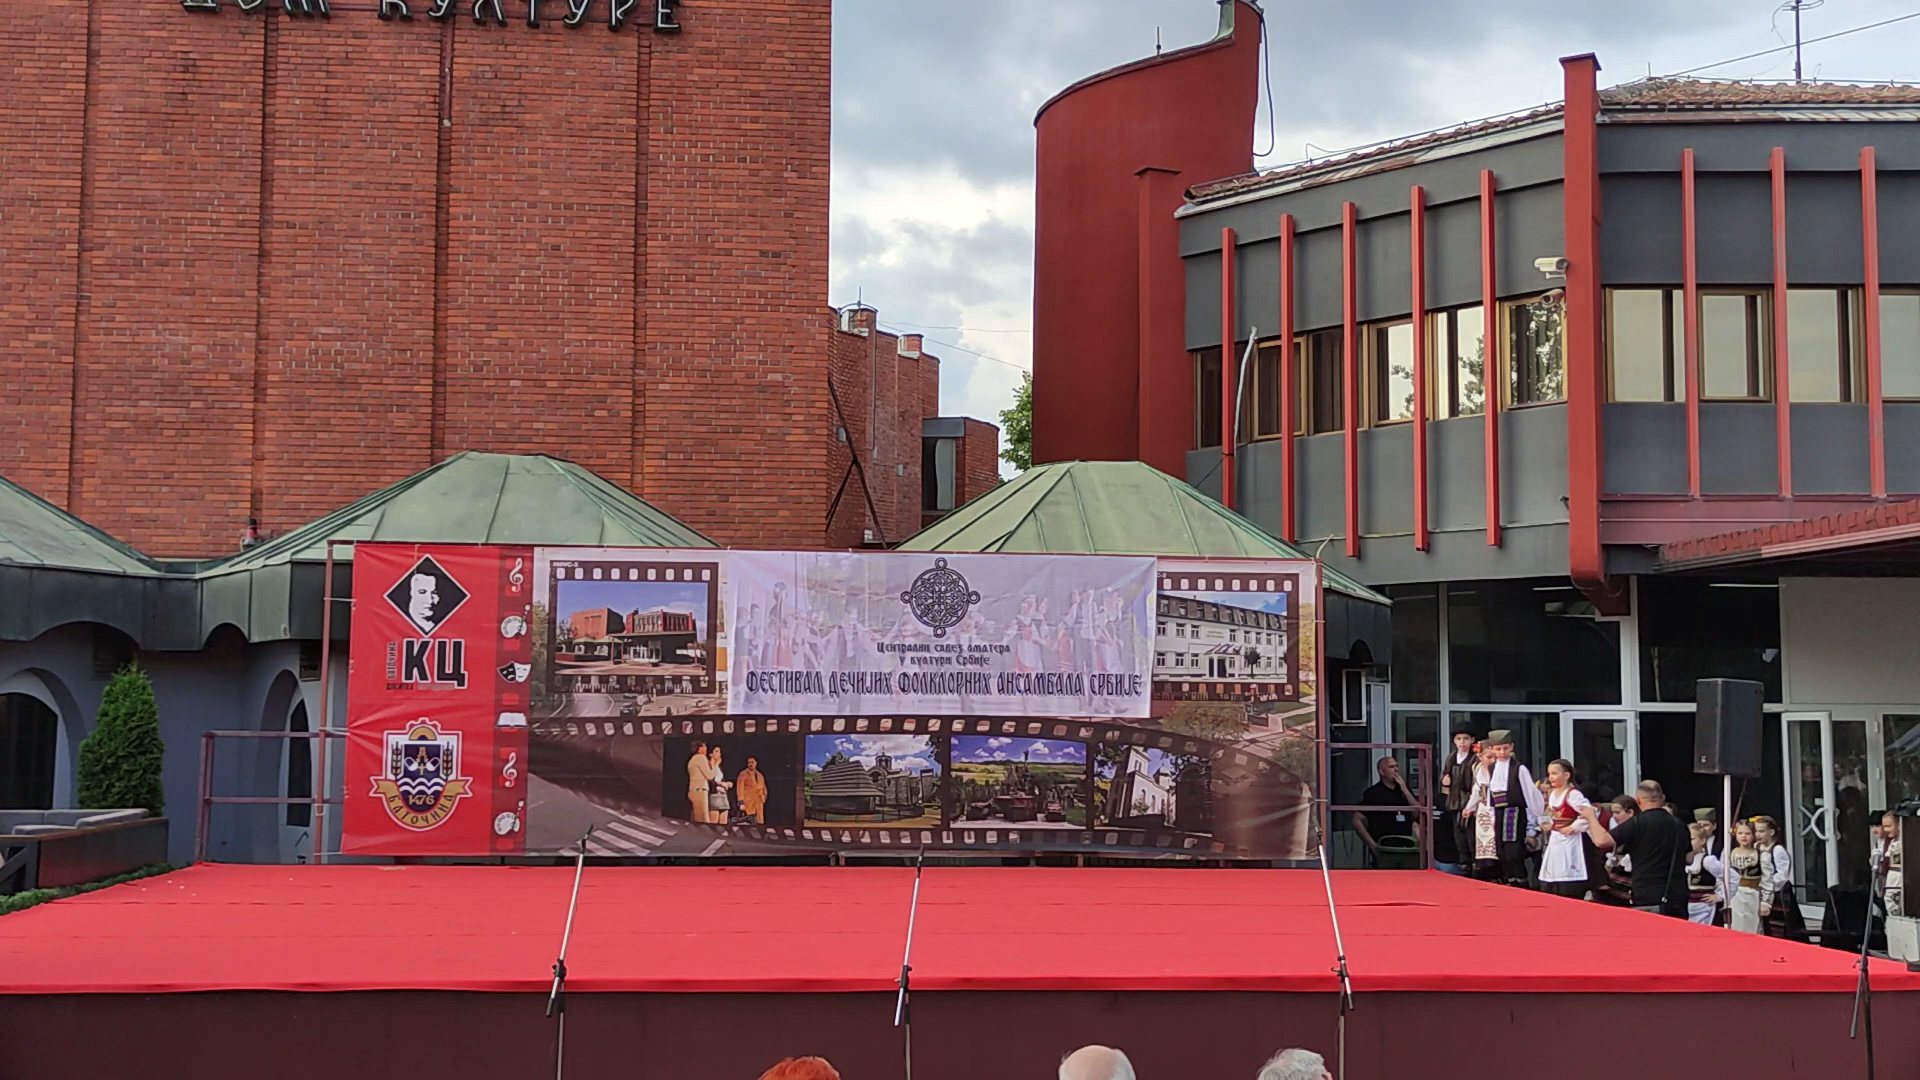 ДОМ КУЛТУРЕ
КЦ
Централни савез аматера
у култури Србије
ФЕСТИВАЛ ДЕЧИЈИХ ФОЛКЛОРНИХ АНСАМБАЛА СРБИЈЕ
1476
БАТОЧИНА